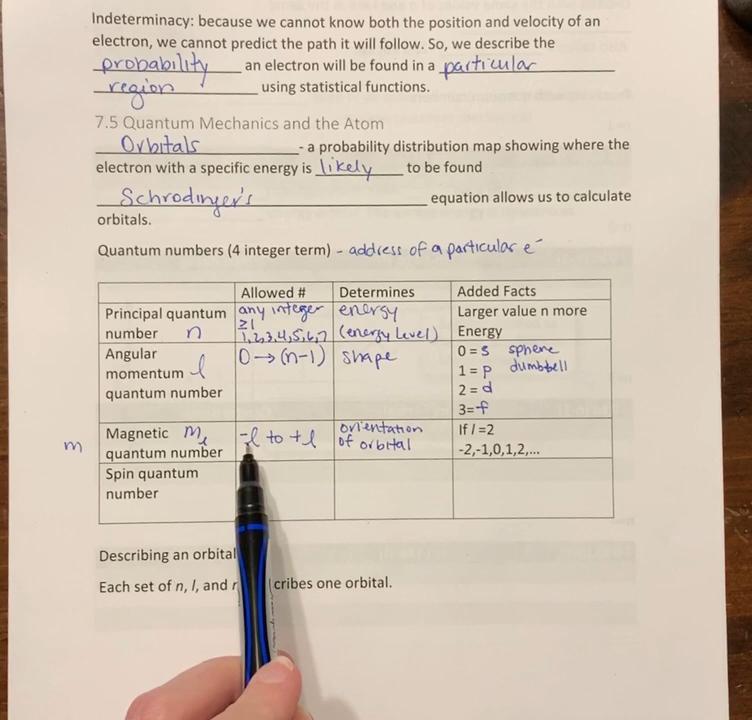 Indeterminacy: because we cannot know both the position and velocity of an
electron, we cannot predict the path it will follow. So, we describe the
probability an electron will be found in a particular
region using statistical functions.
7.5 Quantum Mechanics and the Atom
Orbitals - a probability distribution map showing where the
electron with a specific energy is likely to be found
Schrodinger's equation allows us to calculate
orbitals.
Quantum numbers (4 integer term) - address of a particular e⁻
Allowed # Determines Added Facts
Principal quantum number n
any integer
≥1
1,2,3,4,5,6,7
energy
(energy level)
Larger value n more
Energy
Angular
momentum l
quantum number
0→(n-1)
shape
0 = s sphere
1 = p dumbbell
2 = d
3=f
m
Magnetic mₗ
quantum number
-l to +l
orientation
of orbital
If l =2
-2,-1,0,1,2,...
Spin quantum
number
Describing an orbital
Each set of n, l, and cribes one orbital.